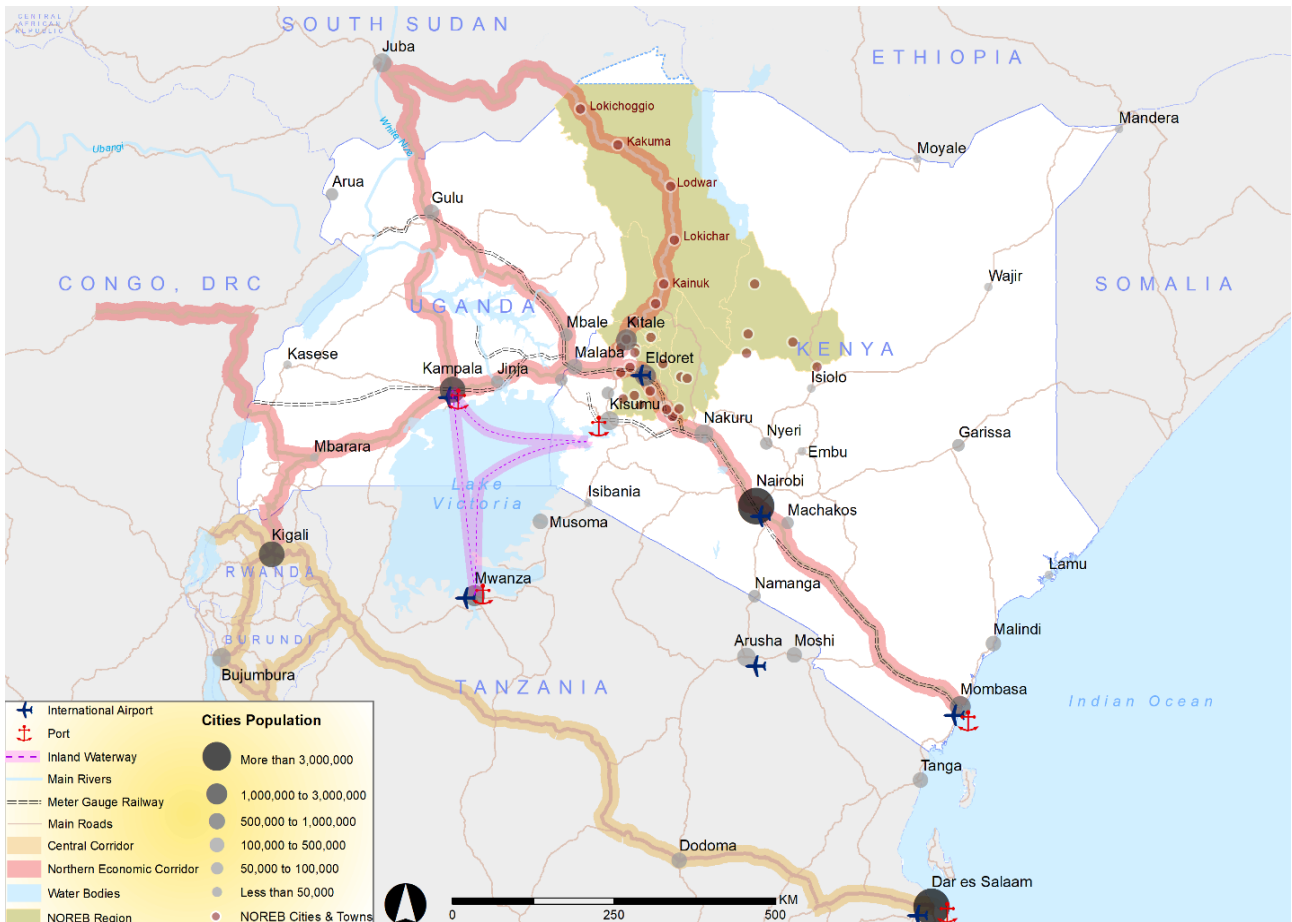 CENTRAL
AFRICAN
REPUBLIC
SOUTH SUDAN
ETHIOPIA
Juba
Lokichoggio
Mandera
White Nile
Ubangi
Kakuma
Moyale
Arua
Lodwar
Gulu
Lokichar
CONGO, DRC
Kainuk
Wajir
SOMALIA
UGANDA
Mbale
Kitale
KENYA
Kasese
Malaba
Eldoret
Kampala
Jinja
Isiolo
Kisumu
Nakuru
Nyeri
Garissa
Mbarara
Embu
Nairobi
Lake
Victoria
Isibania
Machakos
Musoma
Kigali
RWANDA
Lamu
Mwanza
Namanga
BURUNDI
Arusha
Moshi
Malindi
Bujumbura
TANZANIA
Mombasa
Indian Ocean
Tanga
Dodoma
Dar es Salaam
International Airport
Port
Inland Waterway
Main Rivers
Meter Gauge Railway
Main Roads
Central Corridor
Northern Economic Corridor
Water Bodies
NOREB Region
Cities Population
More than 3,000,000
1,000,000 to 3,000,000
500,000 to 1,000,000
100,000 to 500,000
50,000 to 100,000
Less than 50,000
NOREB Cities & Towns
KM
0
250
500